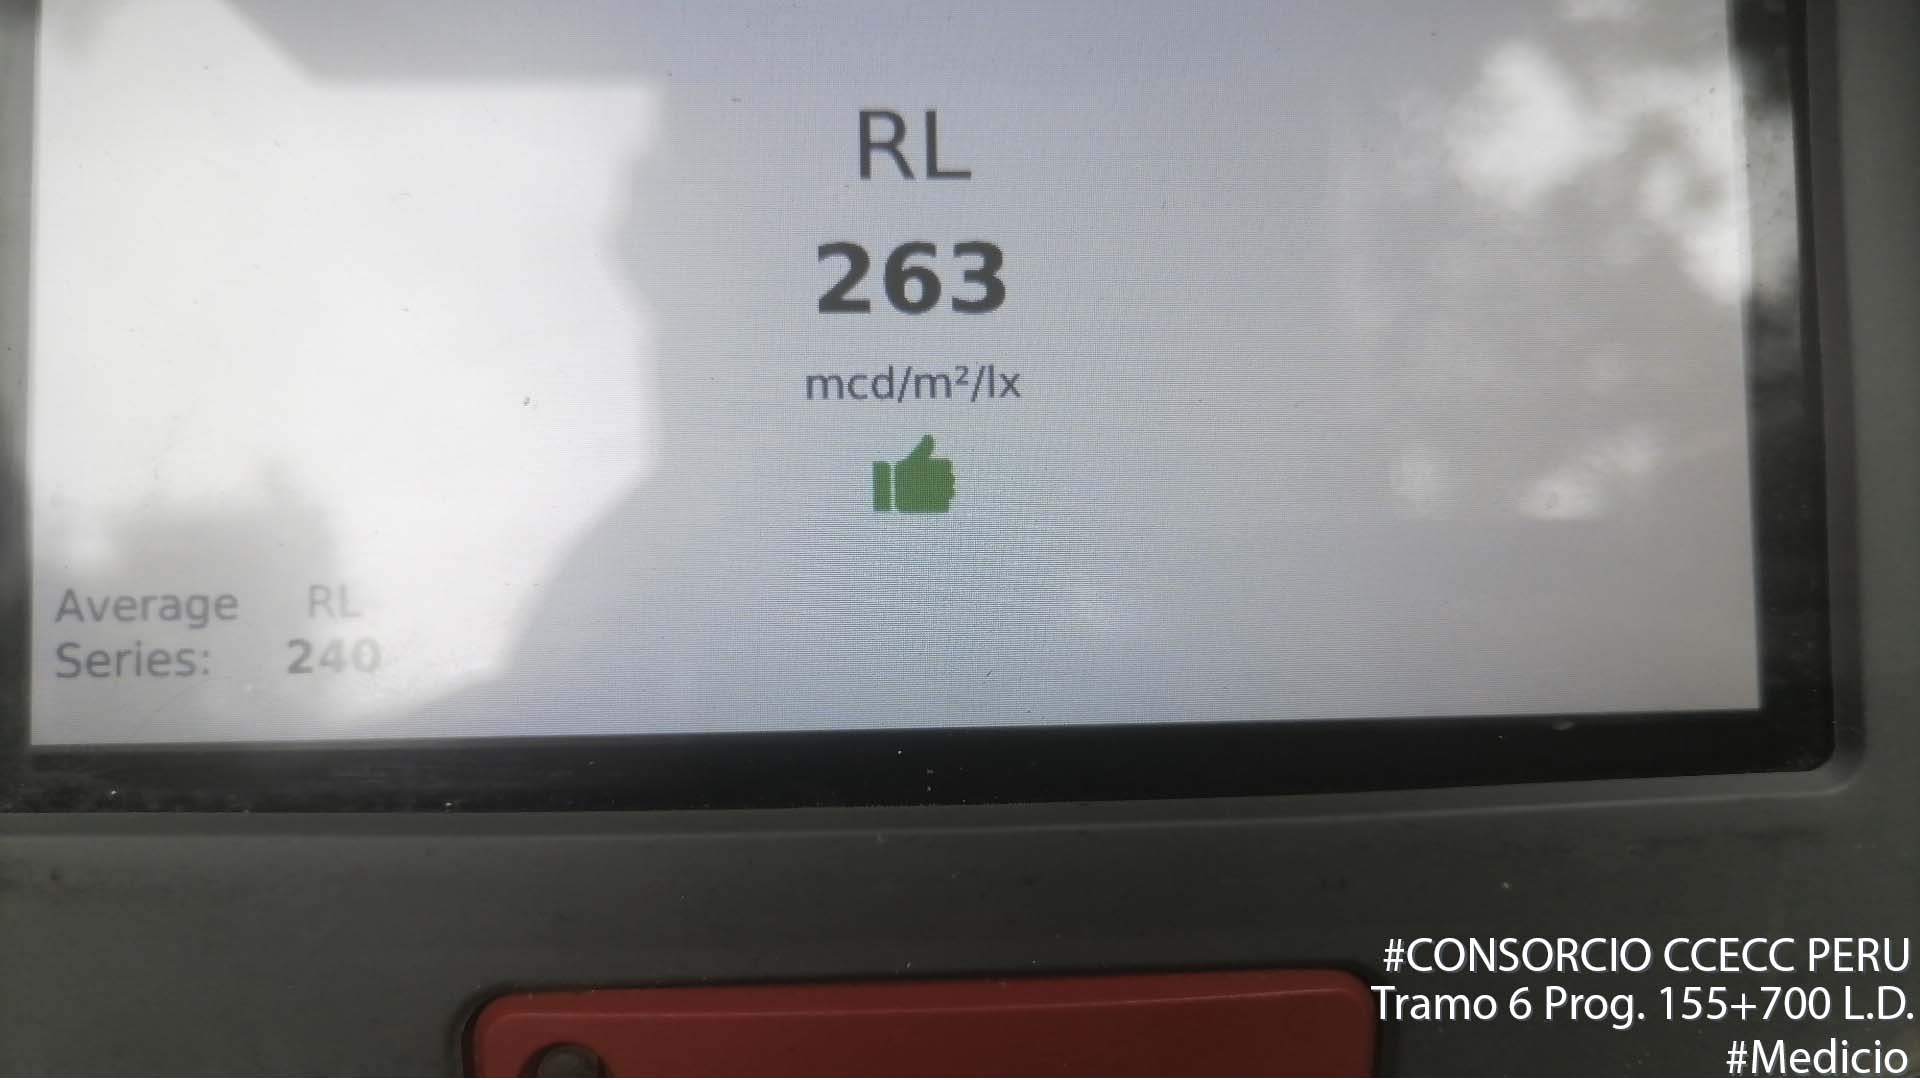 RL
263
mcd/m²/lx
Average RL
Series: 240
#CONSORCIO CCECC PERU
Tramo 6 Prog. 155+700 L.D.
#Medicio